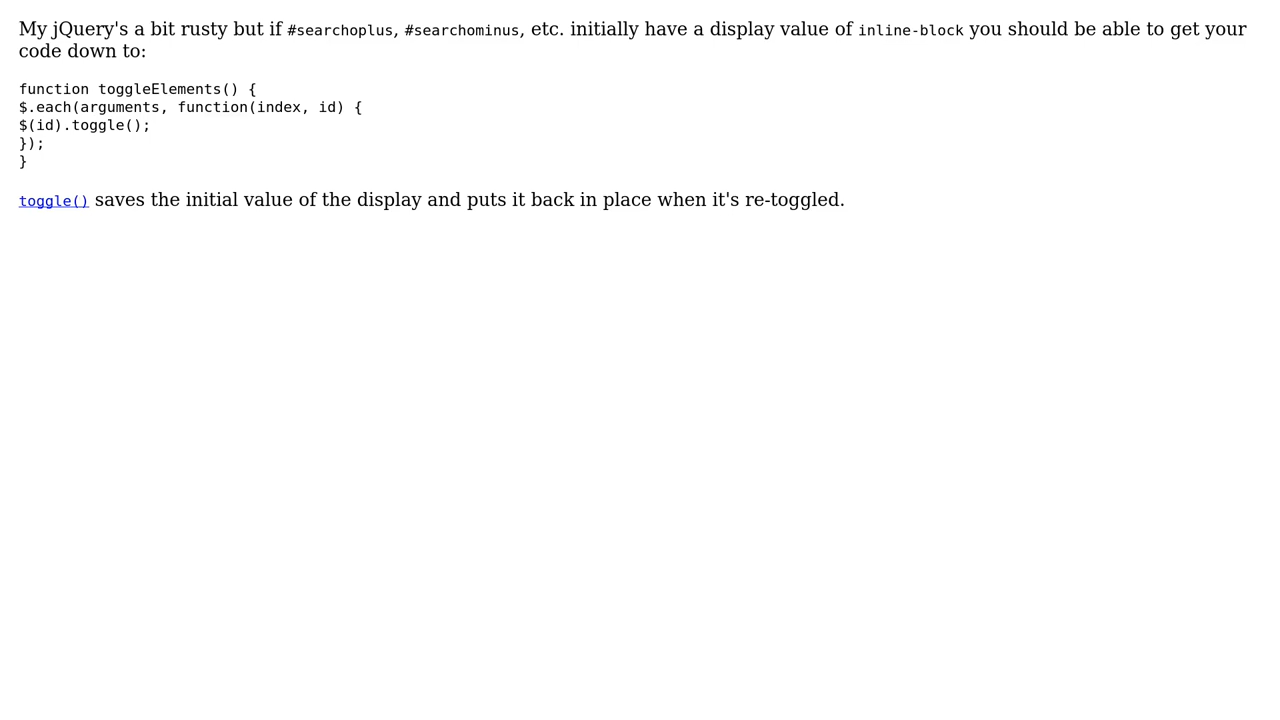 My jQuery's a bit rusty but if #searchoplus, #searchominus, etc. initially have a display value of inline-block you should be able to get your
code down to:
function toggleElements() {
$.each(arguments, function(index, id) {
$(id).toggle();
});
}
toggle() saves the initial value of the display and puts it back in place when it's re-toggled.